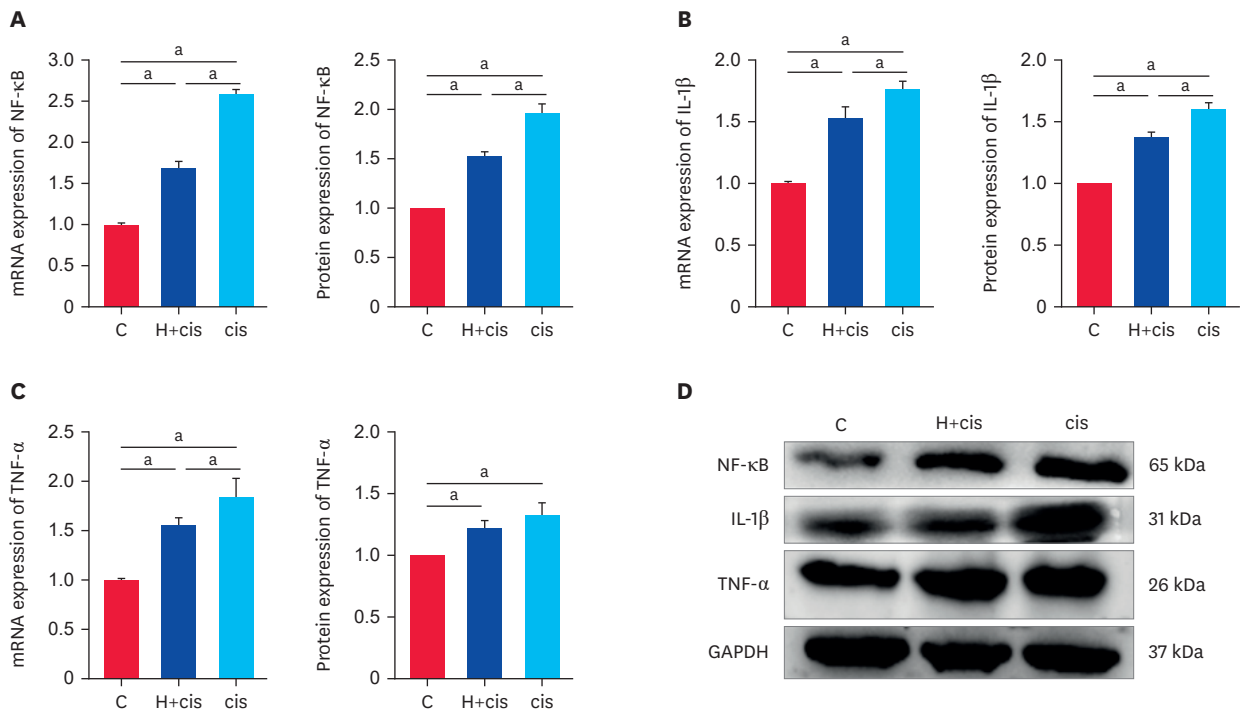 A
mRNA expression of NF-κB
3.0
2.5
2.0
1.5
1.0
0.5
0
a
a a
C H+cis cis
Protein expression of NF-κB
2.5
2.0
1.5
1.0
0.5
0
a
a a
C H+cis cis
B
mRNA expression of IL-1β
2.0
1.5
1.0
0.5
0
a
a a
C H+cis cis
Protein expression of IL-1β
2.0
1.5
1.0
0.5
0
a
a a
C H+cis cis
C
mRNA expression of TNF-α
2.5
2.0
1.5
1.0
0.5
0
a
a a
C H+cis cis
Protein expression of TNF-α
2.0
1.5
1.0
0.5
0
a
a
C H+cis cis
D
C H+cis cis
NF-κB 65 kDa
IL-1β 31 kDa
TNF-α 26 kDa
GAPDH 37 kDa